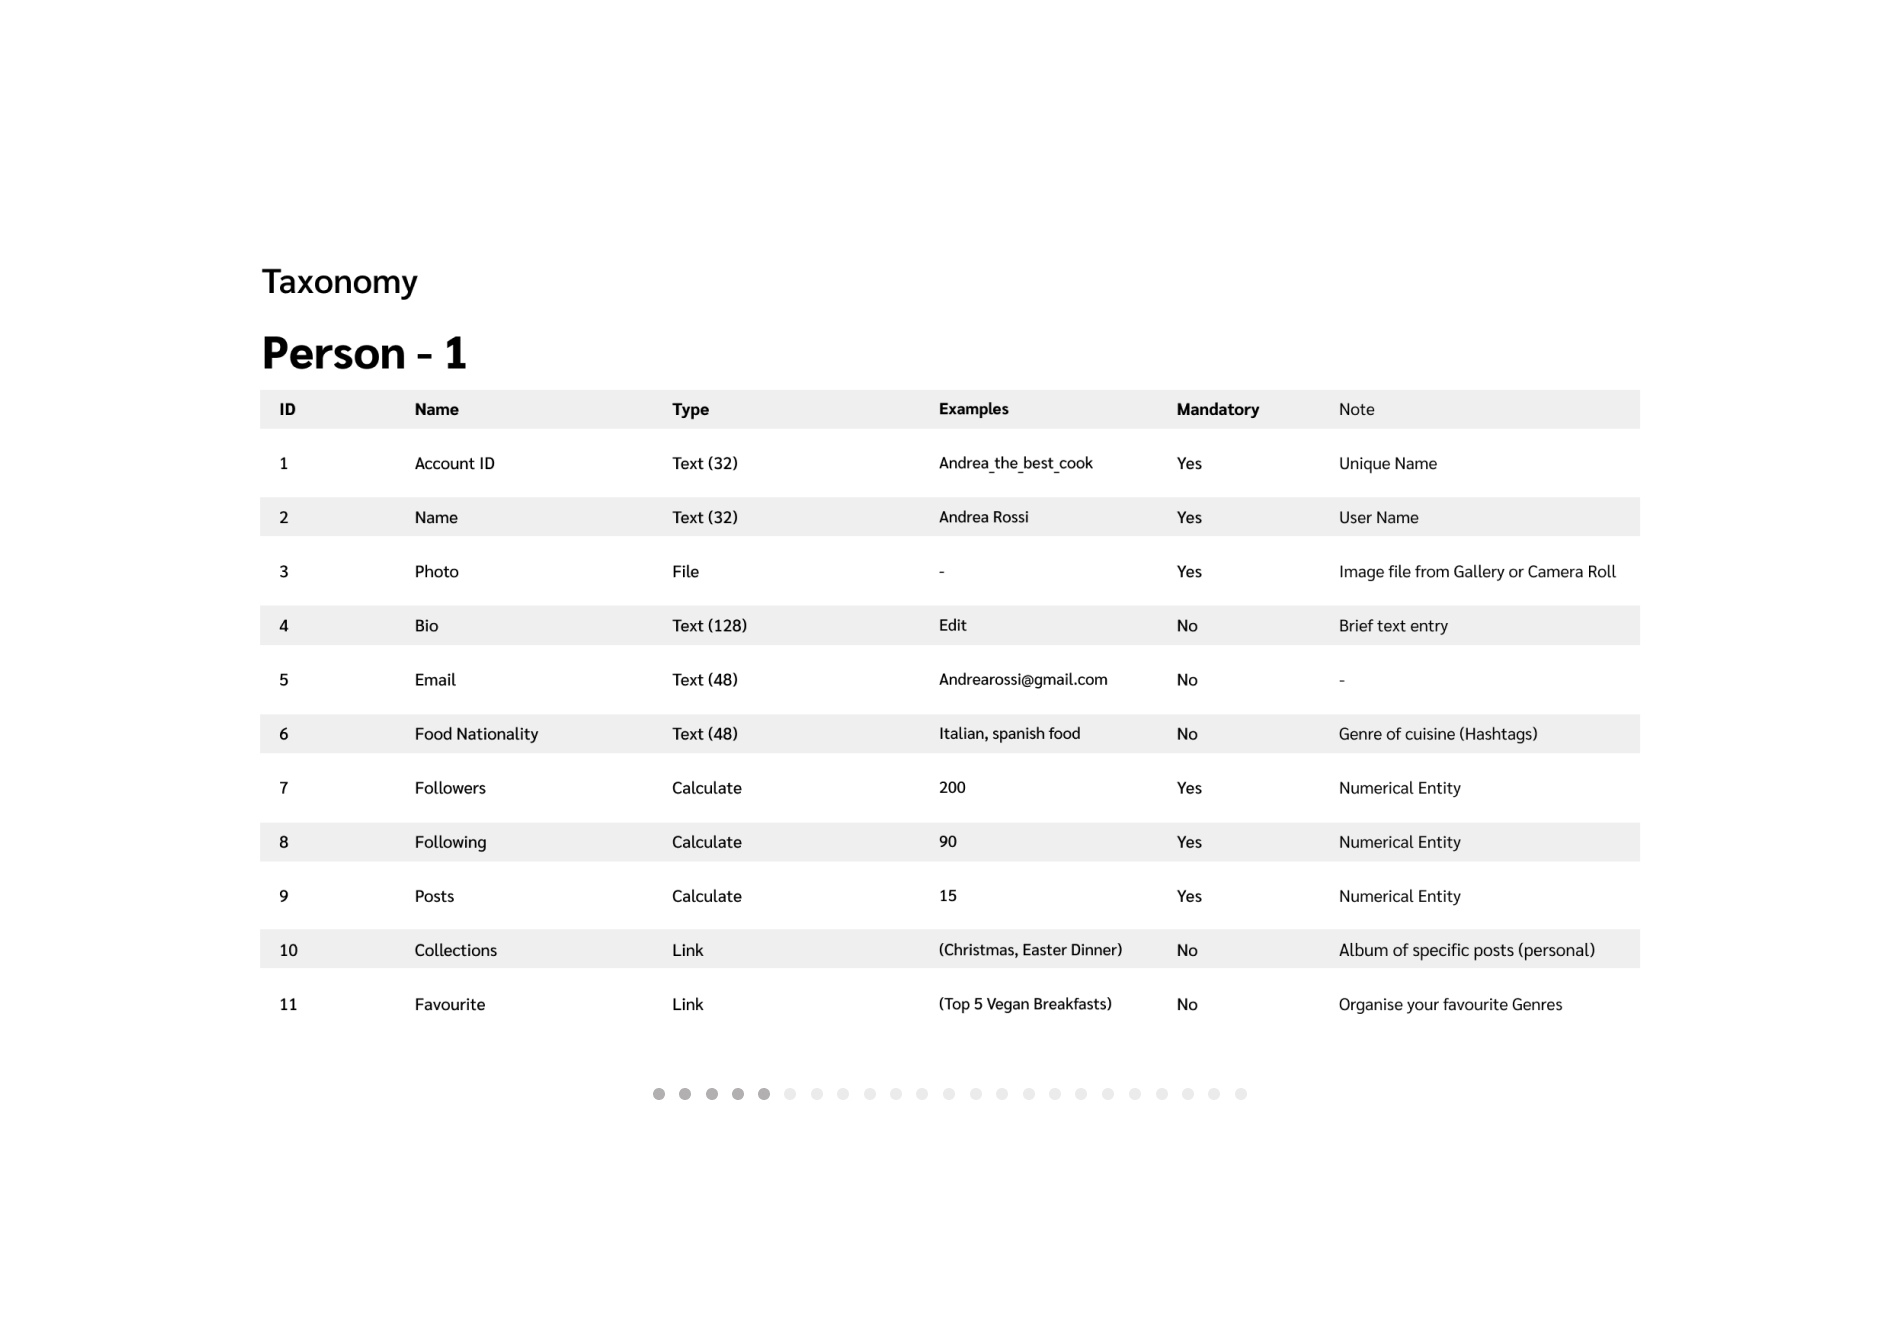 Taxonomy
Person - 1
ID Name Type Examples Mandatory Note
1 Account ID Text (32) Andrea_the_best_cook Yes Unique Name
2 Name Text (32) Andrea Rossi Yes User Name
3 Photo File - Yes Image file from Gallery or Camera Roll
4 Bio Text (128) Edit No Brief text entry
5 Email Text (48) Andrearossi@gmail.com No -
6 Food Nationality Text (48) Italian, spanish food No Genre of cuisine (Hashtags)
7 Followers Calculate 200 Yes Numerical Entity
8 Following Calculate 90 Yes Numerical Entity
9 Posts Calculate 15 Yes Numerical Entity
10 Collections Link (Christmas, Easter Dinner) No Album of specific posts (personal)
11 Favourite Link (Top 5 Vegan Breakfasts) No Organise your favourite Genres